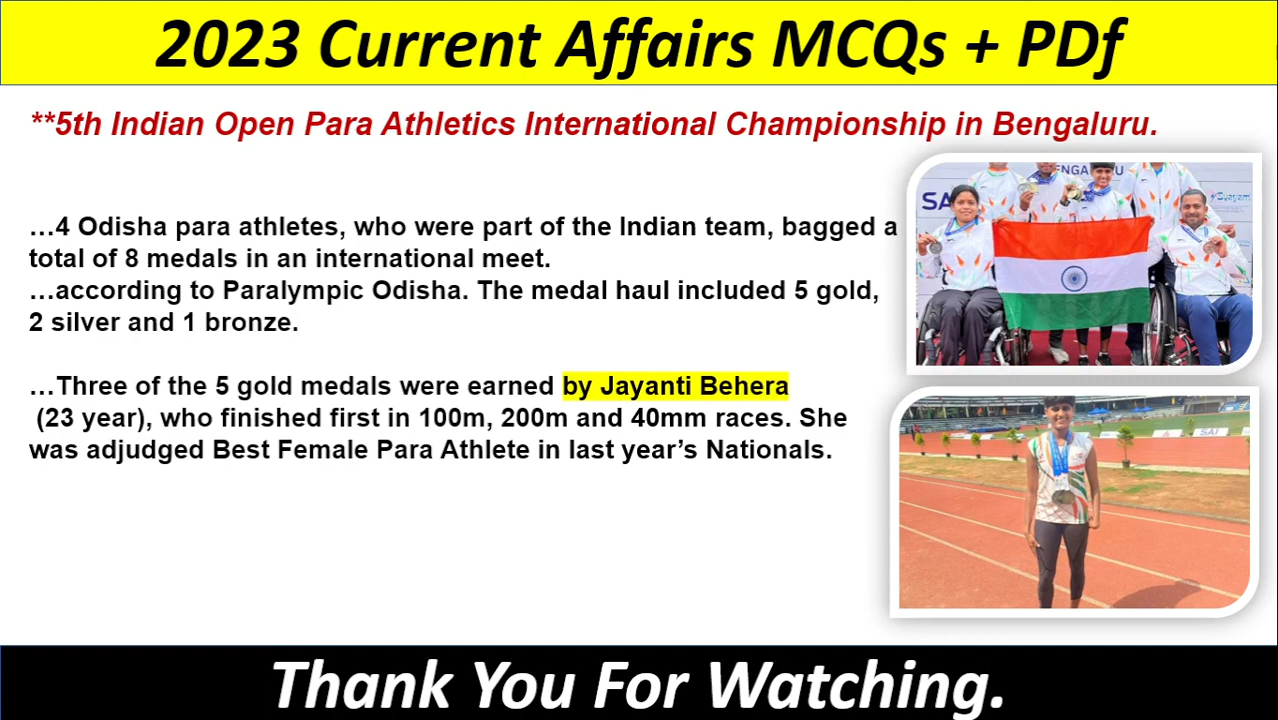 2023 Current Affairs MCQs + PDf
**5th Indian Open Para Athletics International Championship in Bengaluru.
…4 Odisha para athletes, who were part of the Indian team, bagged a
total of 8 medals in an international meet.
…according to Paralympic Odisha. The medal haul included 5 gold,
2 silver and 1 bronze.
…Three of the 5 gold medals were earned by Jayanti Behera
(23 year), who finished first in 100m, 200m and 40mm races. She
was adjudged Best Female Para Athlete in last year’s Nationals.
ENGALURU
SA
Svayam
SAI
Thank You For Watching.